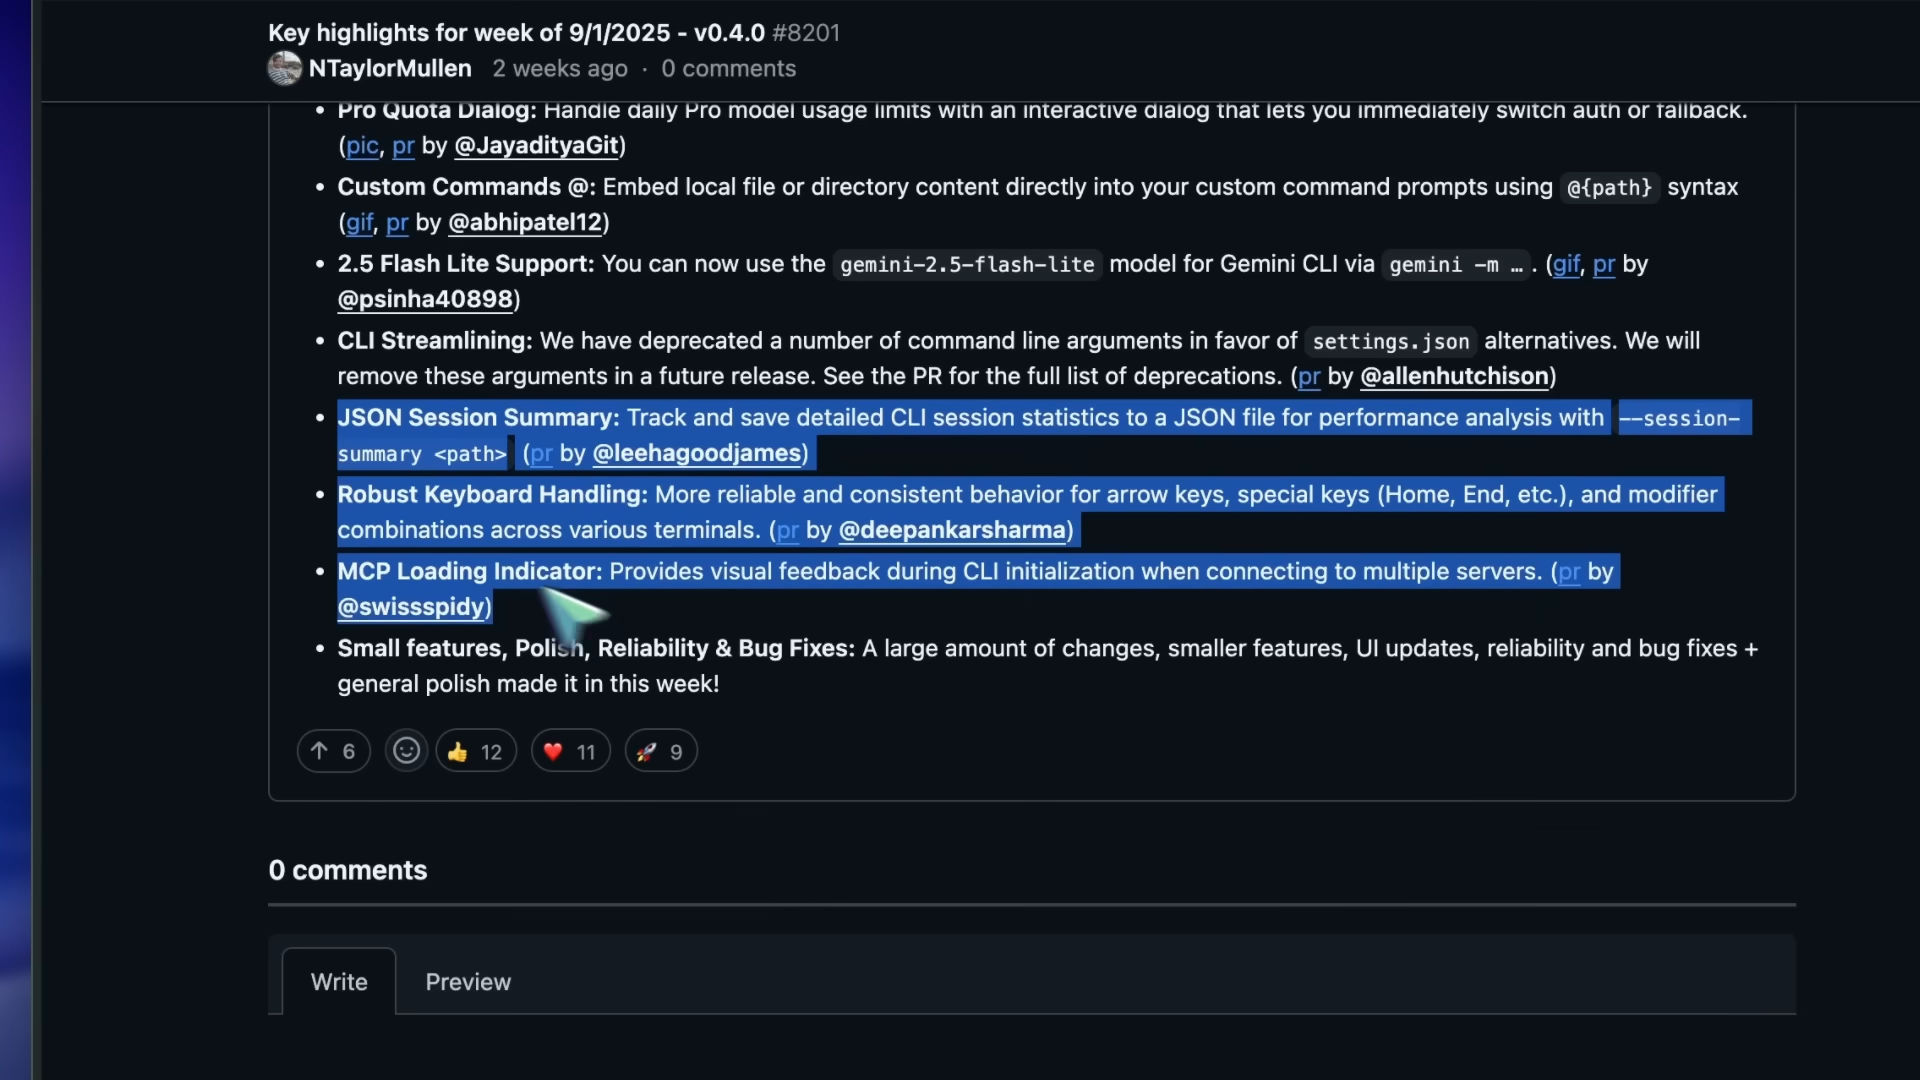 Key highlights for week of 9/1/2025 - v0.4.0 #8201
NTaylorMullen 2 weeks ago · 0 comments
• Pro Quota Dialog: Handle daily Pro model usage limits with an interactive dialog that lets you immediately switch auth or fallback.
(pic, pr by @JayadityaGit)
• Custom Commands @: Embed local file or directory content directly into your custom command prompts using @{path} syntax
(gif, pr by @abhipatel12)
• 2.5 Flash Lite Support: You can now use the gemini-2.5-flash-lite model for Gemini CLI via gemini -m … . (gif, pr by
@psinha40898)
• CLI Streamlining: We have deprecated a number of command line arguments in favor of settings.json alternatives. We will
remove these arguments in a future release. See the PR for the full list of deprecations. (pr by @allenhutchison)
• JSON Session Summary: Track and save detailed CLI session statistics to a JSON file for performance analysis with --session-
summary <path> (pr by @leehagoodjames)
• Robust Keyboard Handling: More reliable and consistent behavior for arrow keys, special keys (Home, End, etc.), and modifier
combinations across various terminals. (pr by @deepankarsharma)
• MCP Loading Indicator: Provides visual feedback during CLI initialization when connecting to multiple servers. (pr by
@swissspidy)
• Small features, Polish, Reliability & Bug Fixes: A large amount of changes, smaller features, UI updates, reliability and bug fixes +
general polish made it in this week!
↑ 6 👍 12 ❤️ 11 🚀 9
0 comments
Write Preview